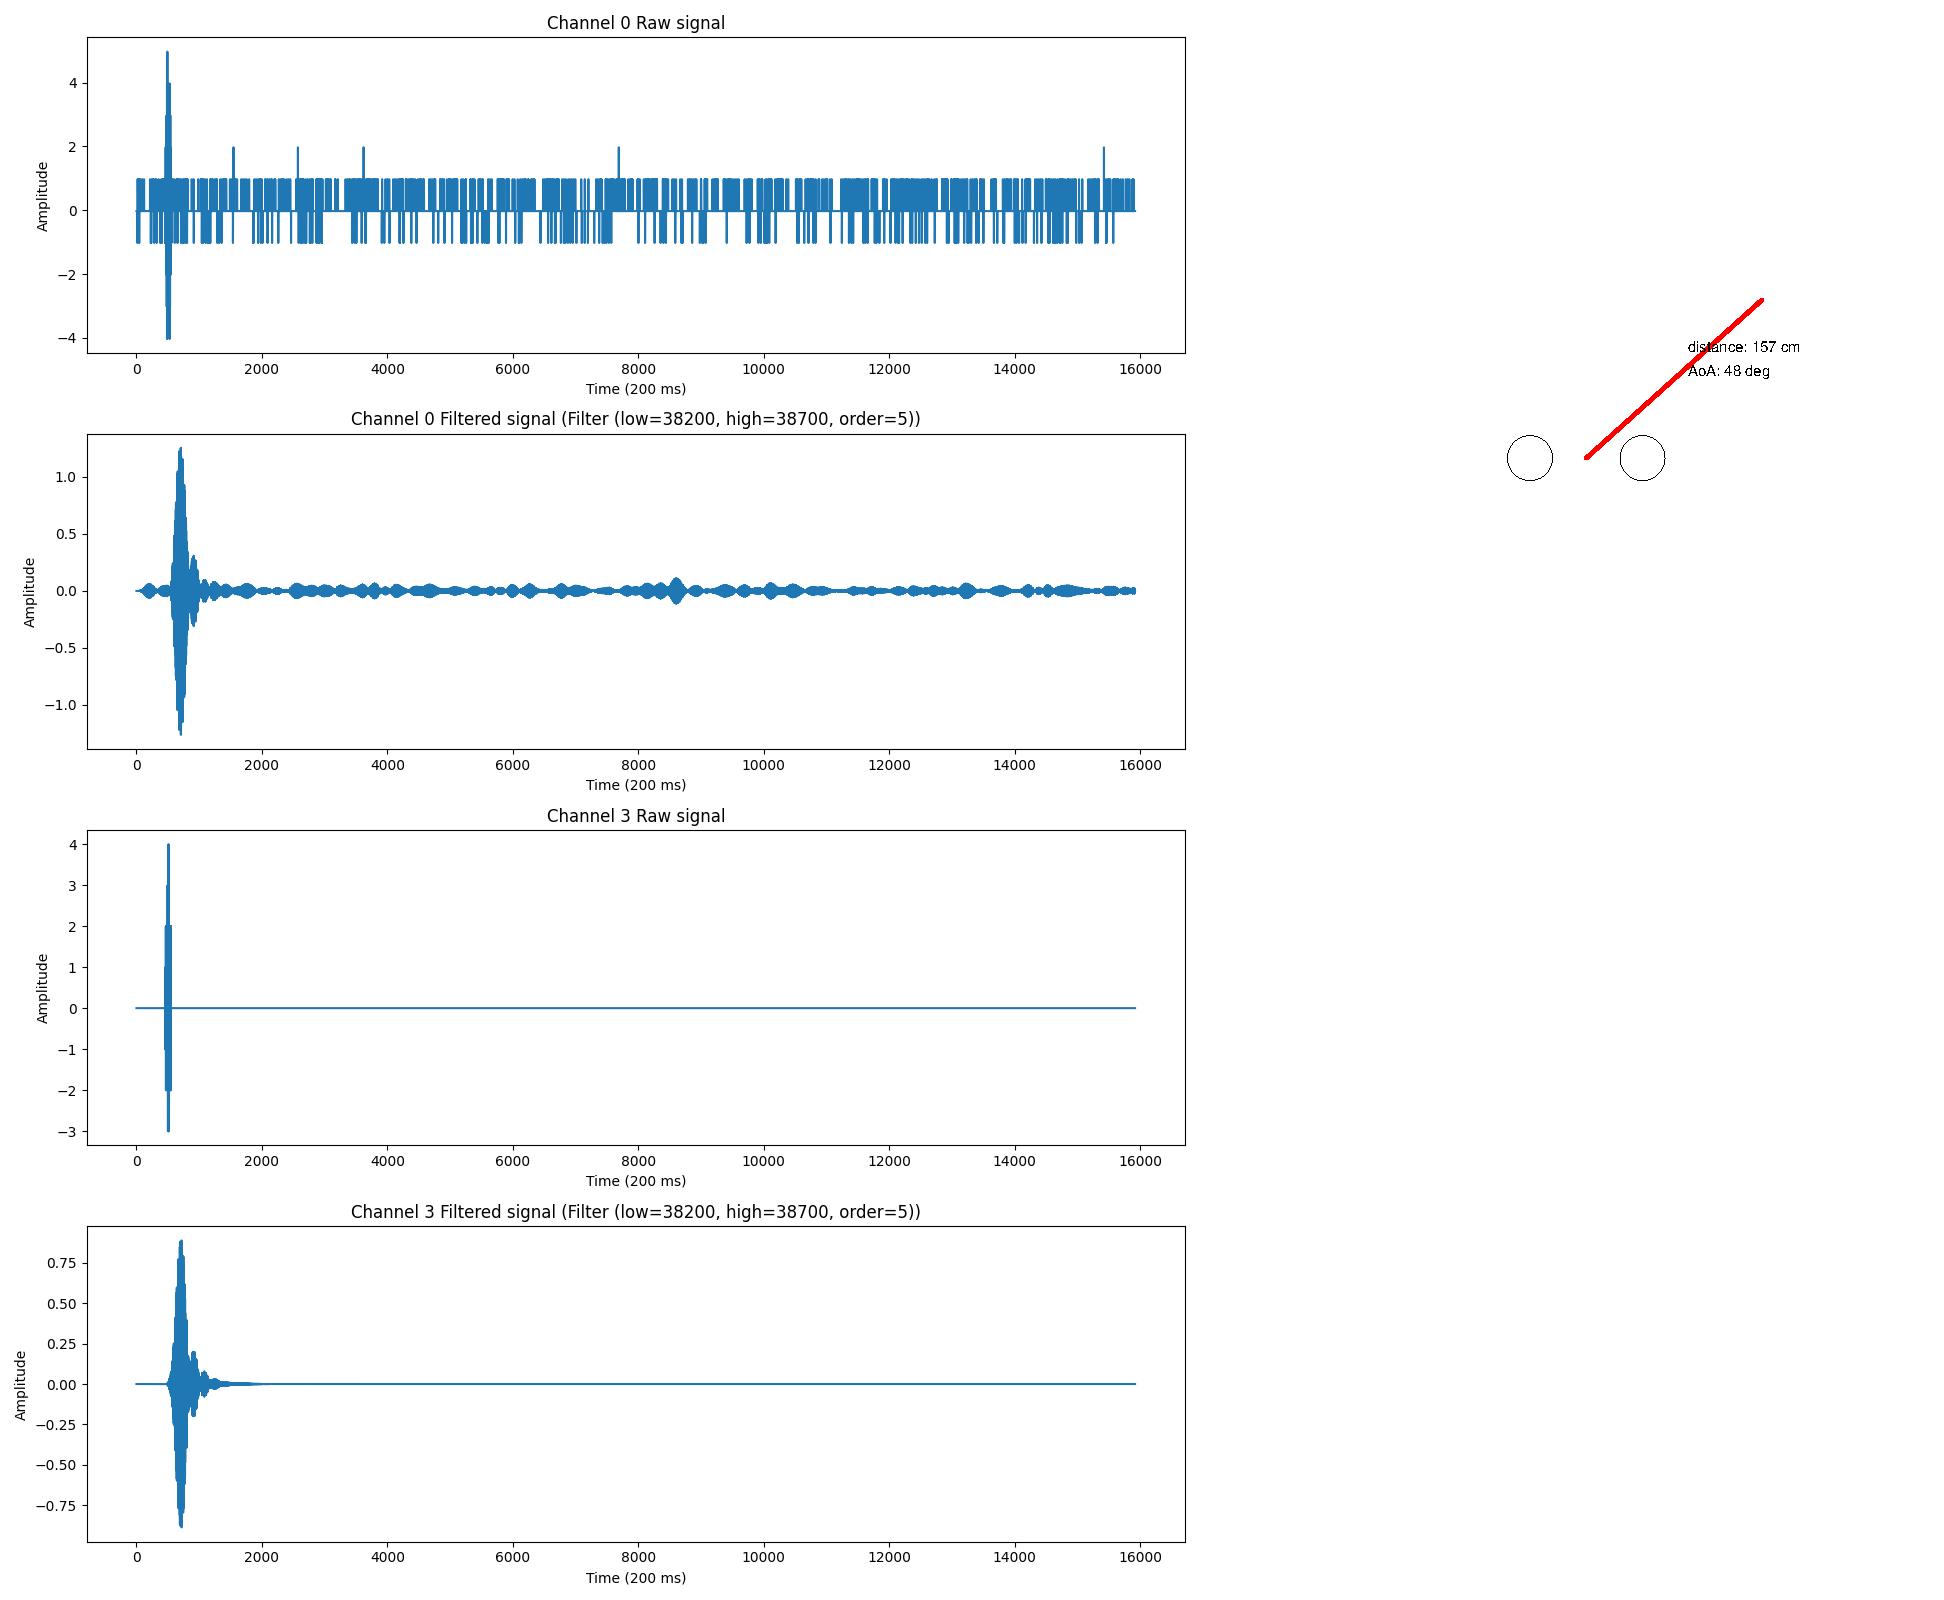 Channel 0 Raw signal
Amplitude
4
2
0
−2
−4
0 2000 4000 6000 8000 10000 12000 14000 16000
Time (200 ms)
Channel 0 Filtered signal (Filter (low=38200, high=38700, order=5))
Amplitude
1.0
0.5
0.0
−0.5
−1.0
0 2000 4000 6000 8000 10000 12000 14000 16000
Time (200 ms)
Channel 3 Raw signal
Amplitude
4
3
2
1
0
−1
−2
−3
0 2000 4000 6000 8000 10000 12000 14000 16000
Time (200 ms)
Channel 3 Filtered signal (Filter (low=38200, high=38700, order=5))
Amplitude
0.75
0.50
0.25
0.00
−0.25
−0.50
−0.75
0 2000 4000 6000 8000 10000 12000 14000 16000
Time (200 ms)
distance: 157 cm
AoA: 48 deg